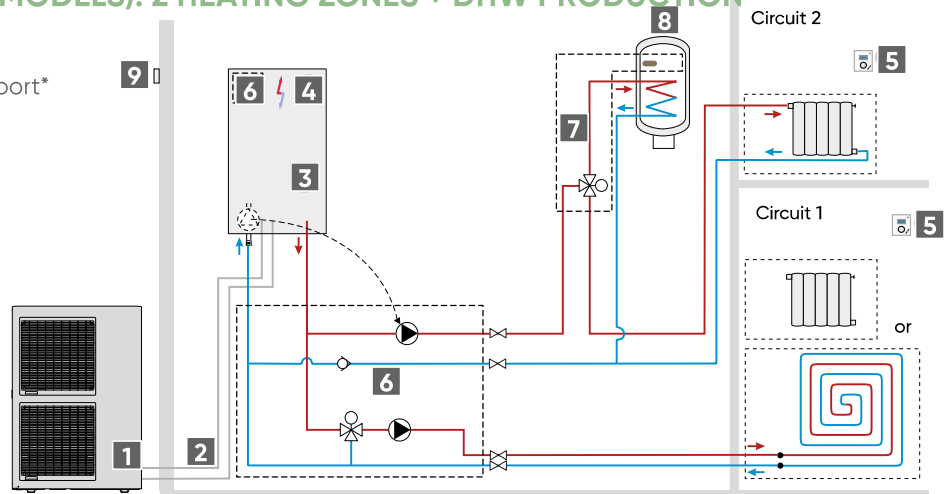 MODELS): 2 HEATING ZONES + DHW PRODUCTION
8
Circuit 2
port*
9
6
4
5
7
3
Circuit 1
5
or
6
1
2